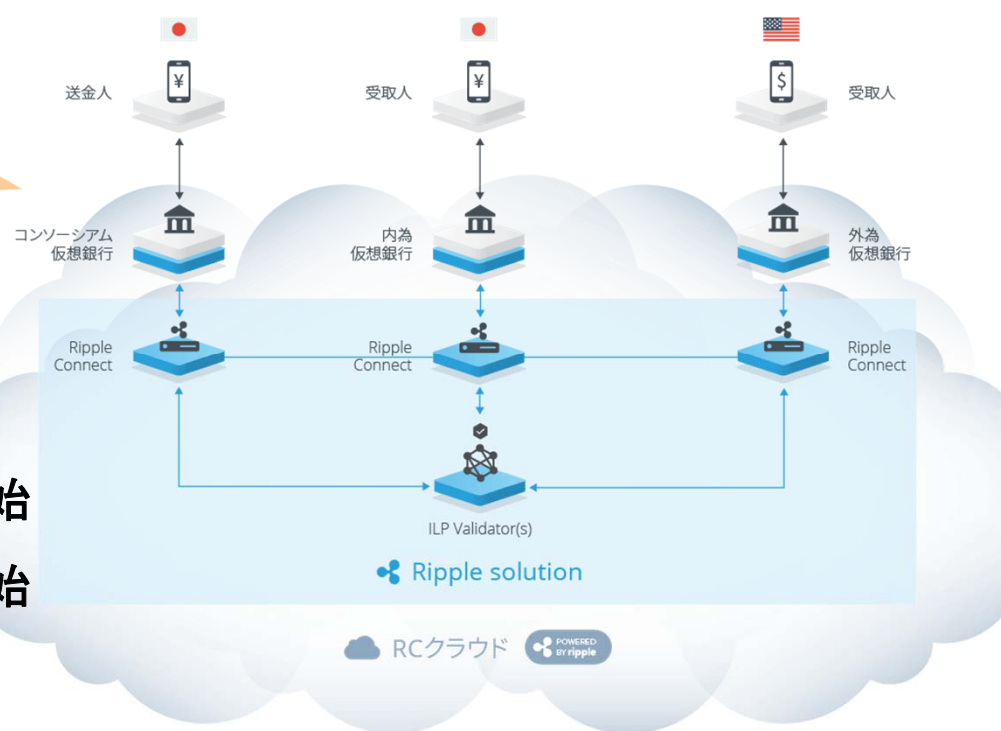 ¥
¥
$
送金人
受取人
受取人
コンソーシアム
仮想銀行
内為
仮想銀行
外為
仮想銀行
Ripple
Connect
Ripple
Connect
Ripple
Connect
始
ILP Validator(s)
Ripple solution
始
RCクラウド
POWERED
BY ripple